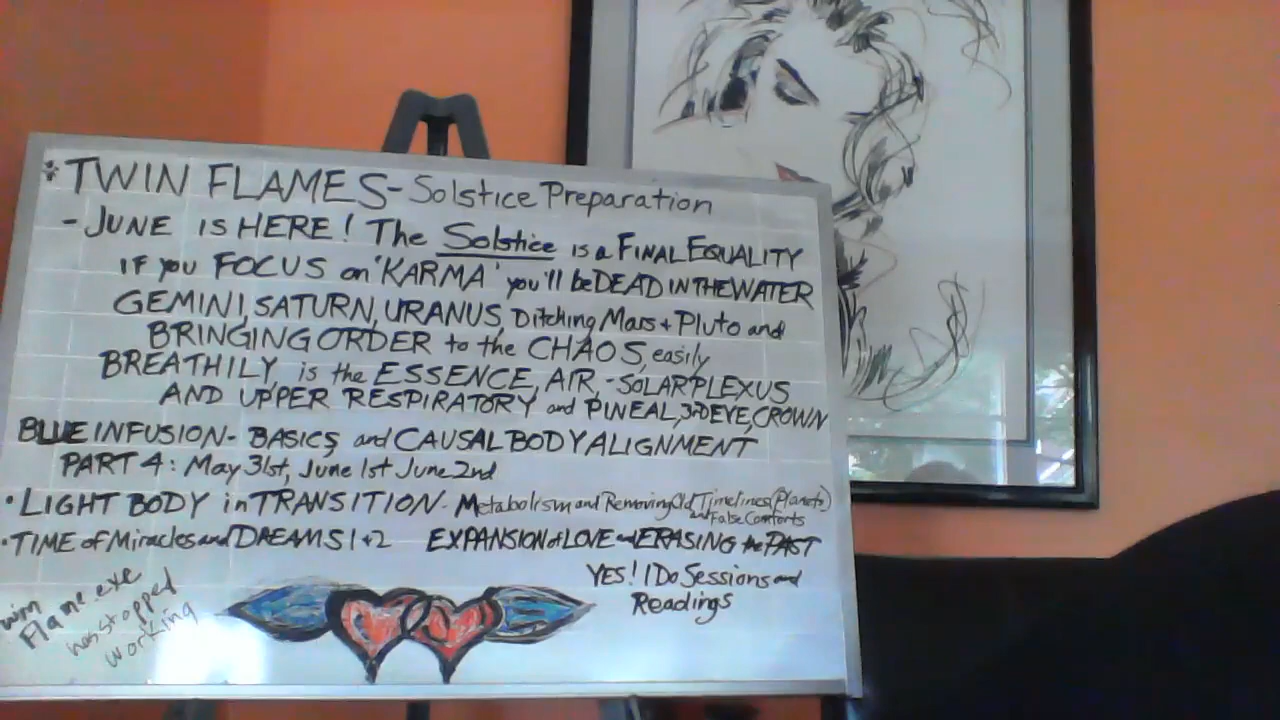 : TWIN FLAMES - Solstice Preparation
- JUNE IS HERE! The Solstice is a FINAL EQUALITY
IF you FOCUS on 'KARMA' you'll be DEAD IN THE WATER
GEMINI, SATURN, URANUS, Ditching Mars + Pluto and
BRINGING ORDER to the CHAOS, easily
BREATHILY is the ESSENCE, AIR, - SOLAR PLEXUS
AND UPPER RESPIRATORY and PINEAL, 3rD EYE, CROWN
BLUE INFUSION - BASICS and CAUSAL BODY ALIGNMENT
PART 4: May 31st, June 1st June 2nd
• LIGHT BODY in TRANSITION - Metabolism and Removing Old Timelines (Planets)
and False Comforts
• TIME of Miracles and DREAMS 1+2 EXPANSION of LOVE and ERASING the PAST
YES! I Do Sessions and
Readings
Twin
Flame.exe
has stopped
working